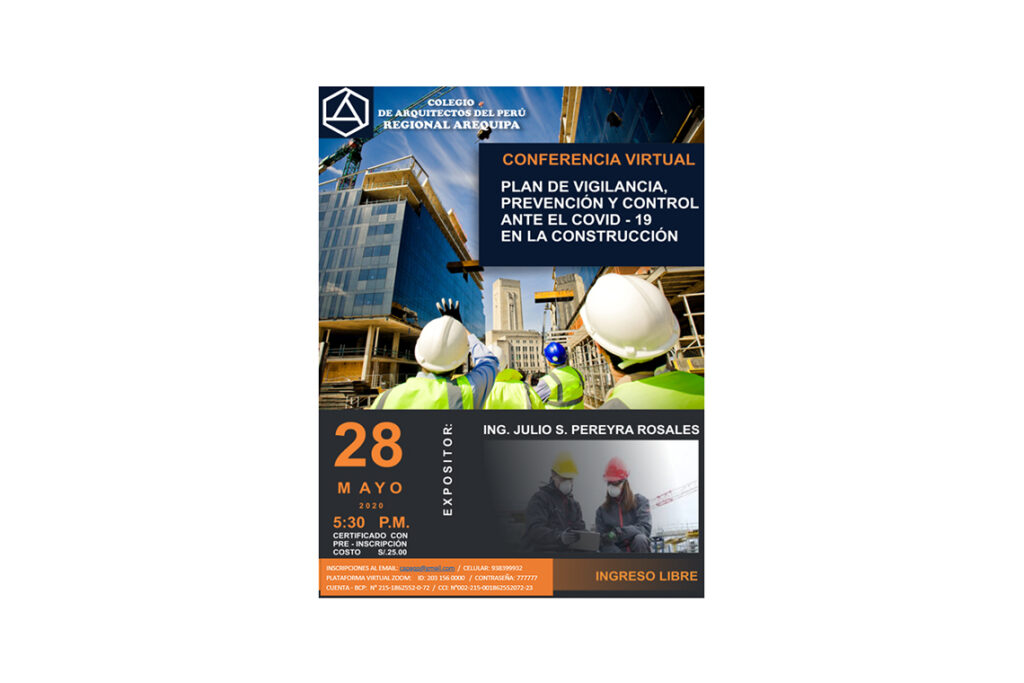 COLEGIO
DE ARQUITECTOS DEL PERÚ
REGIONAL AREQUIPA
CONFERENCIA VIRTUAL
PLAN DE VIGILANCIA,
PREVENCIÓN Y CONTROL
ANTE EL COVID - 19
EN LA CONSTRUCCIÓN
28
MAYO
2020
5:30 P.M.
CERTIFICADO CON
PRE - INSCRIPCIÓN
COSTO S/.25.00
EXPOSITOR:
ING. JULIO S. PEREYRA ROSALES
INSCRIPCIONES AL EMAIL: / CELULAR: 938399932
PLATAFORMA VIRTUAL ZOOM: ID: 203 156 0000 / CONTRASEÑA: 777777
CUENTA - BCP: Nº 215-1862552-0-72 / CCI: Nº002-215-001862552072-23
INGRESO LIBRE